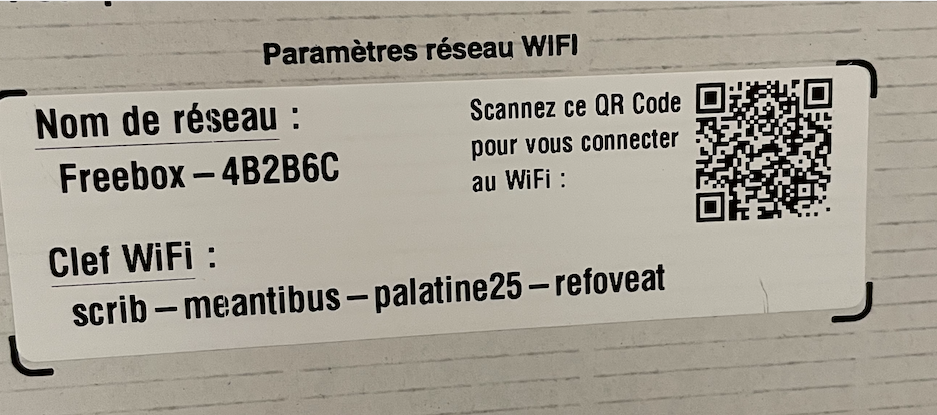 Paramètres réseau WIFI
Nom de réseau :
Freebox – 4B2B6C
Scannez ce QR Code
pour vous connecter
au WiFi :
Clef WiFi :
scrib – meantibus – palatine25 – refoveat